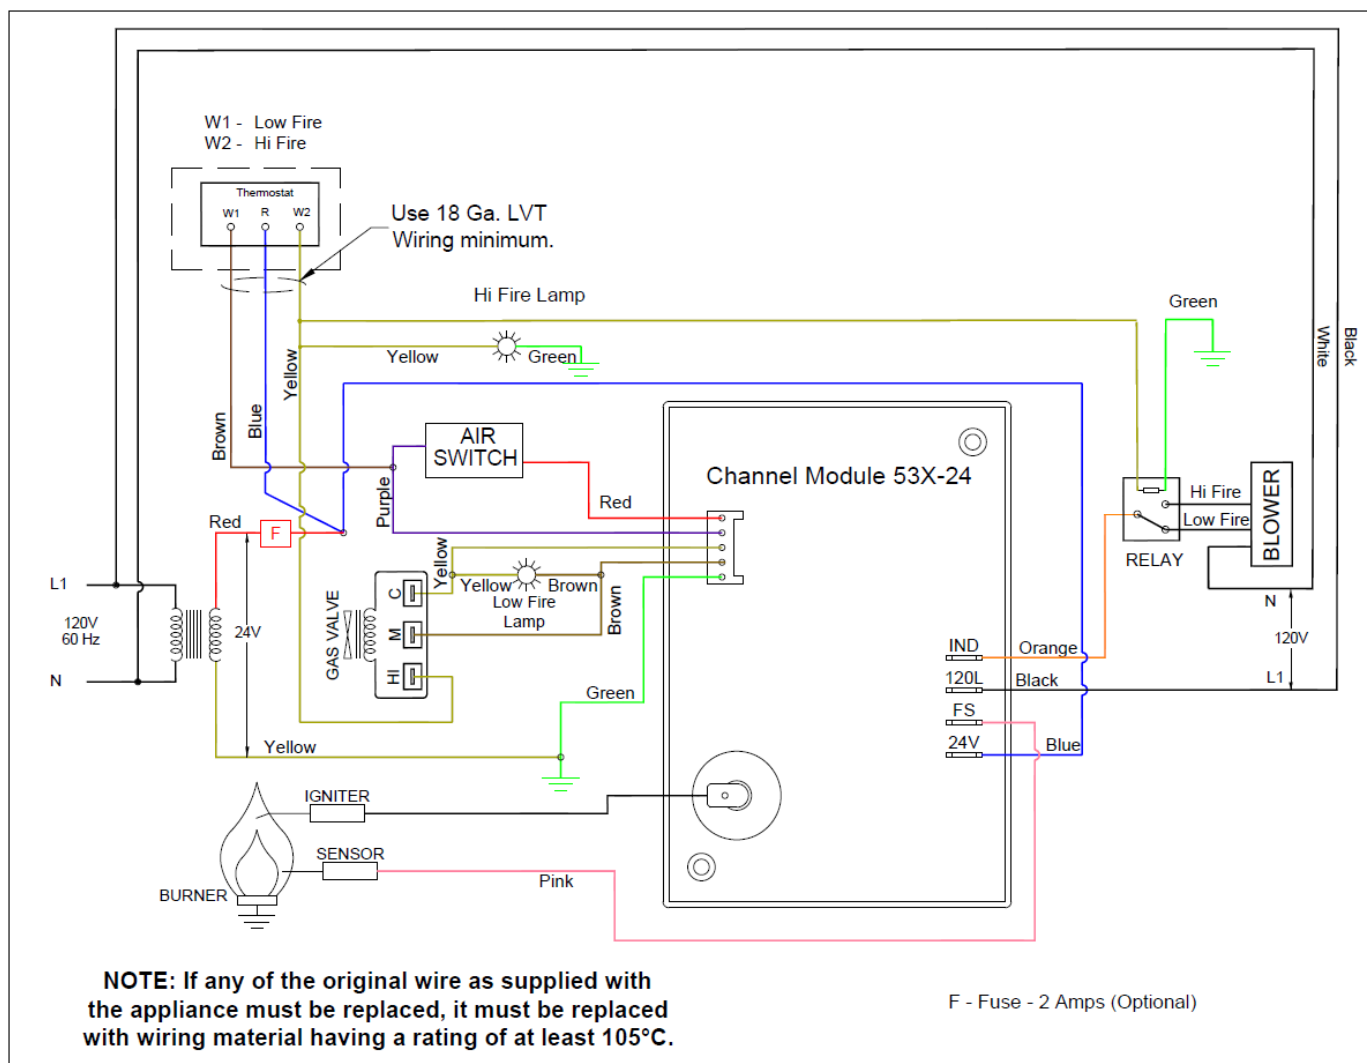 W1 - Low Fire
W2 - Hi Fire
Thermostat
W1 R W2
Use 18 Ga. LVT
Wiring minimum.
Hi Fire Lamp
Green
White
Black
Yellow
Green
Yellow
Blue
Brown
AIR
SWITCH
Purple
Channel Module 53X-24
Red
Red
F
Hi Fire
Low Fire
BLOWER
RELAY
Yellow
Yellow
Brown
Low Fire
Lamp
Brown
L1
120V
60 Hz
N
24V
GAS VALVE
C
M
HI
N
120V
L1
IND
Orange
120L
Black
FS
24V
Blue
Green
Yellow
IGNITER
SENSOR
BURNER
Pink
NOTE: If any of the original wire as supplied with
the appliance must be replaced, it must be replaced
with wiring material having a rating of at least 105°C.
F - Fuse - 2 Amps (Optional)